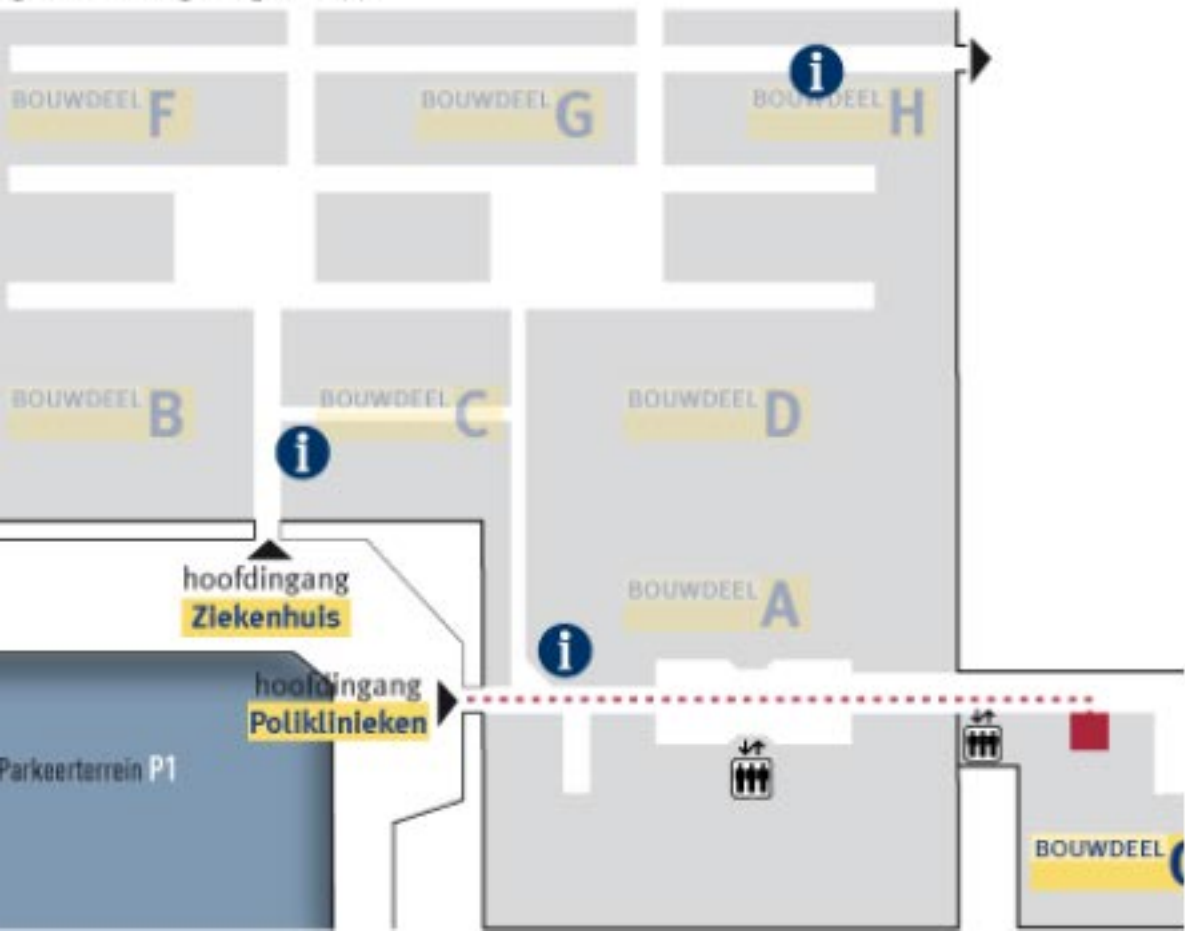 BOUWDEEL F
BOUWDEEL G
BOUWDEEL H
BOUWDEEL B
BOUWDEEL C
BOUWDEEL D
hoofdingang
Ziekenhuis
BOUWDEEL A
hoofdingang
Poliklinieken
Parkeerterrein P1
BOUWDEEL
i
i
i